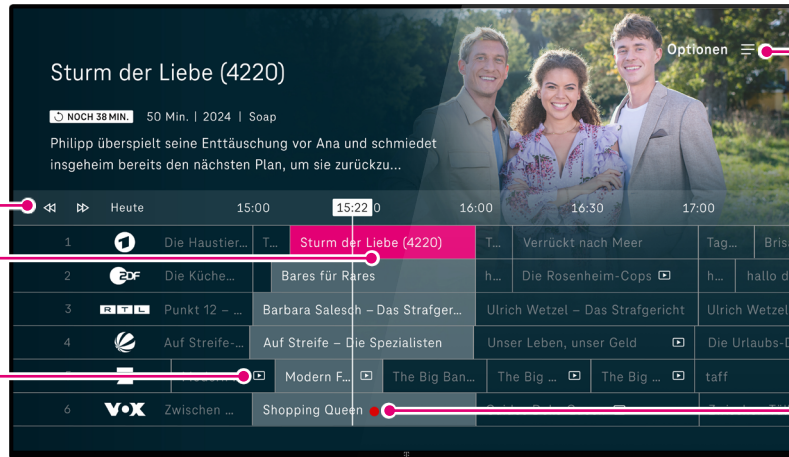 Optionen
Sturm der Liebe (4220)
NOCH 38 MIN. 50 Min. | 2024 | Soap
Philipp überspielt seine Enttäuschung vor Ana und schmiedet
insgeheim bereits den nächsten Plan, um sie zurückzu...
Heute 15:00 15:22 0 16:00 16:30 17:00
1 Die Haustier... T... Sturm der Liebe (4220) T... Verrückt nach Meer Tag... Bris
2 ZDF Die Küche... Bares für Rares h... Die Rosenheim-Cops h... hallo d
3 RTL Punkt 12 – ... Barbara Salesch – Das Strafger... Ulrich Wetzel – Das Strafgericht Ulrich Wetzel
4 Auf Streife-... Auf Streife – Die Spezialisten Unser Leben, unser Geld Die Urlaubs-D
Modern F... The Big Ban... The Big ... The Big ... taff
6 VOX Zwischen ... Shopping Queen